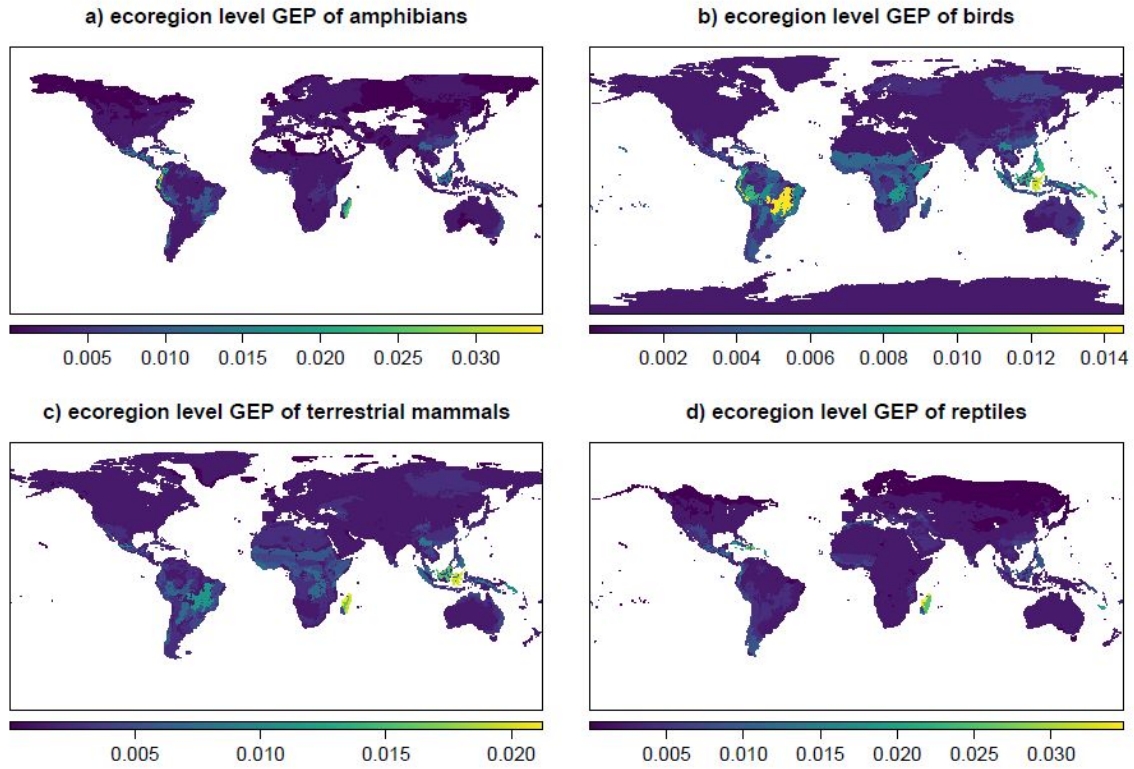 a) ecoregion level GEP of amphibians
0.005 0.010 0.015 0.020 0.025 0.030
b) ecoregion level GEP of birds
0.002 0.004 0.006 0.008 0.010 0.012 0.014
c) ecoregion level GEP of terrestrial mammals
0.005 0.010 0.015 0.020
d) ecoregion level GEP of reptiles
0.005 0.010 0.015 0.020 0.025 0.030